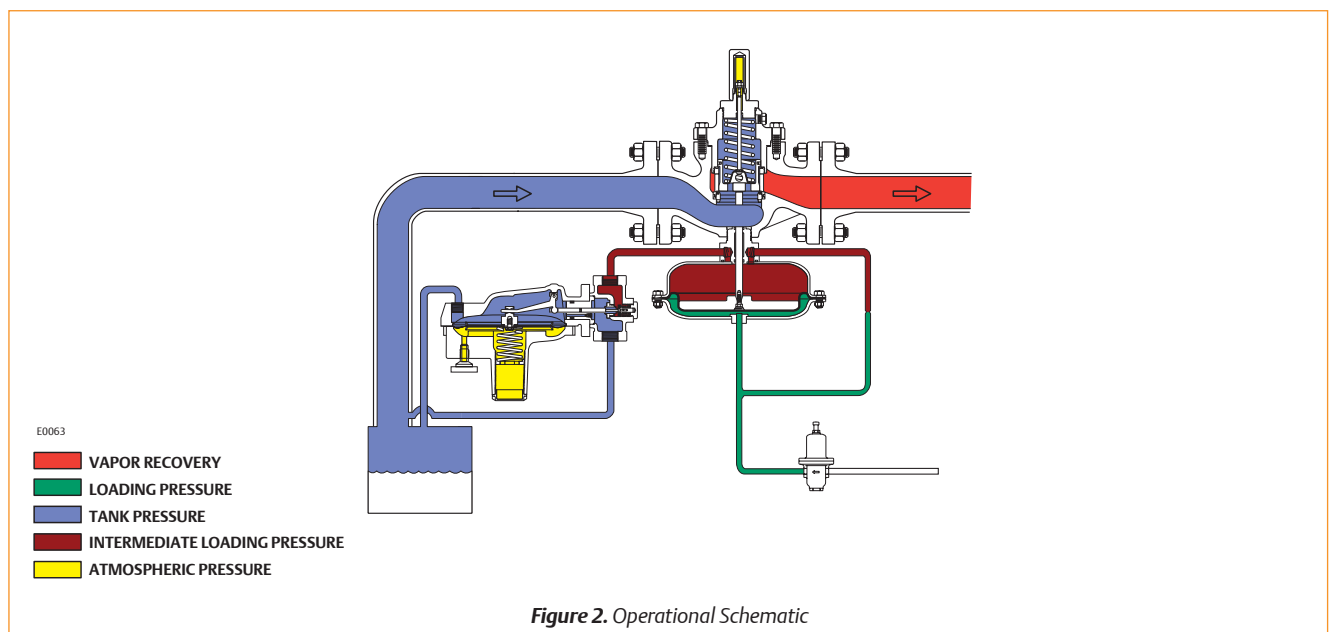 E0063
VAPOR RECOVERY
LOADING PRESSURE
TANK PRESSURE
INTERMEDIATE LOADING PRESSURE
ATMOSPHERIC PRESSURE
Figure 2. Operational Schematic